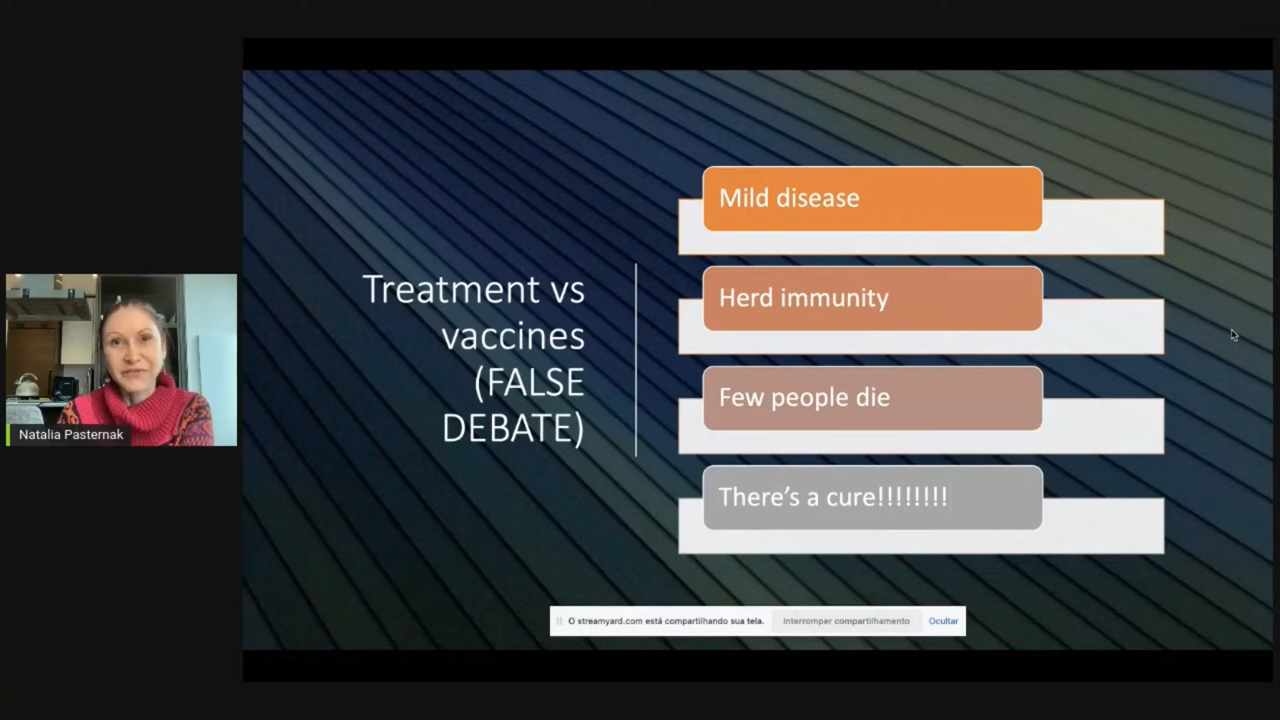 Natalia Pasternak
Treatment vs
vaccines
(FALSE
DEBATE)
Mild disease
Herd immunity
Few people die
There's a cure!!!!!!!!
O streamyard.com está compartilhando sua tela.
Interromper compartilhamento
Ocultar